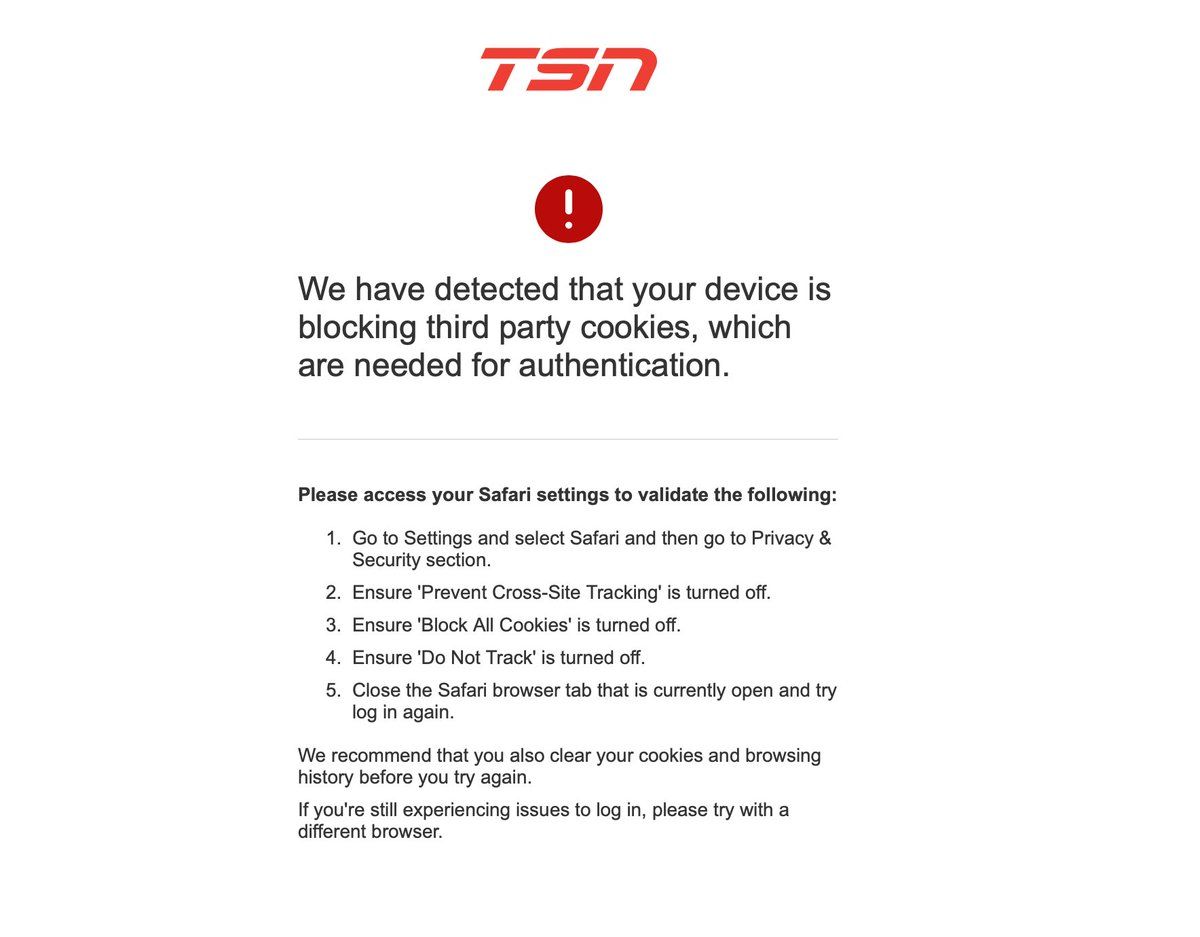 TSN
We have detected that your device is
blocking third party cookies, which
are needed for authentication.
Please access your Safari settings to validate the following:
1. Go to Settings and select Safari and then go to Privacy &
Security section.
2. Ensure 'Prevent Cross-Site Tracking' is turned off.
3. Ensure 'Block All Cookies' is turned off.
4. Ensure 'Do Not Track' is turned off.
5. Close the Safari browser tab that is currently open and try
log in again.
We recommend that you also clear your cookies and browsing
history before you try again.
If you're still experiencing issues to log in, please try with a
different browser.